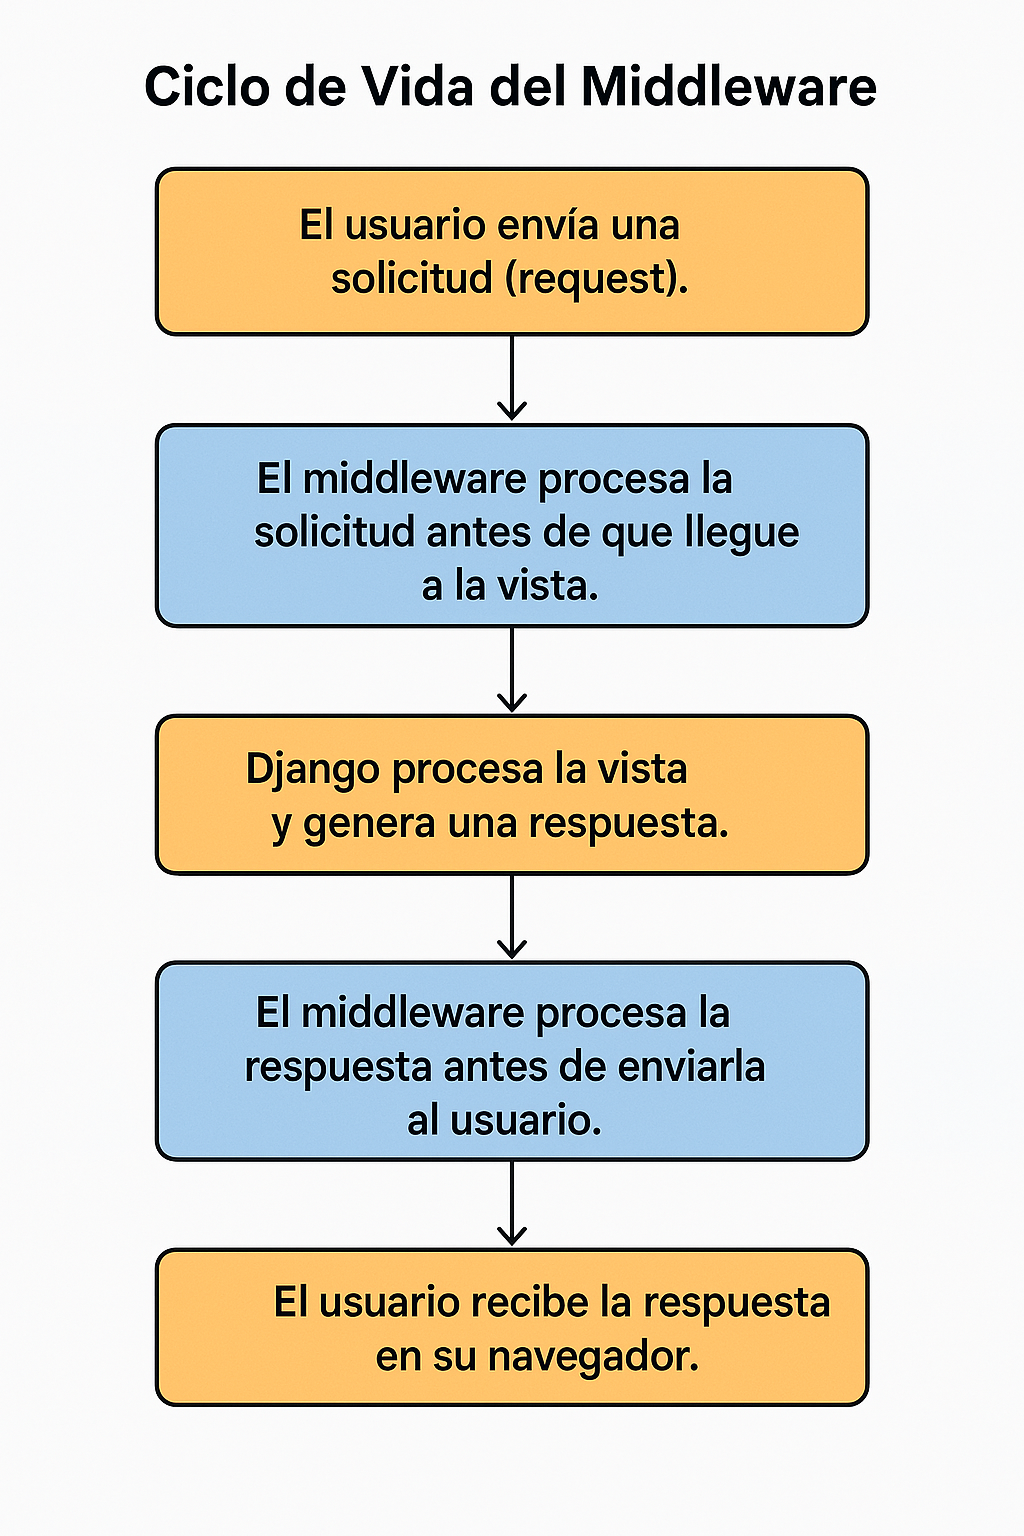 Ciclo de Vida del Middleware
El usuario envía una
solicitud (request).
El middleware procesa la
solicitud antes de que llegue
a la vista.
Django procesa la vista
y genera una respuesta.
El middleware procesa la
respuesta antes de enviarla
al usuario.
El usuario recibe la respuesta
en su navegador.